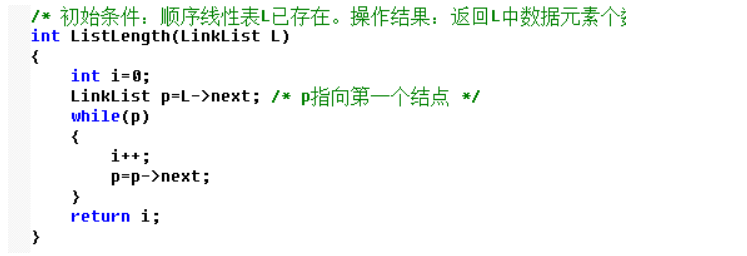 /* 初始条件：顺序线性表L已存在。操作结果：返回L中数据元素个
int ListLength(LinkList L)
{
int i=0;
LinkList p=L->next; /* p指向第一个结点 */
while(p)
{
i++;
p=p->next;
}
return i;
}